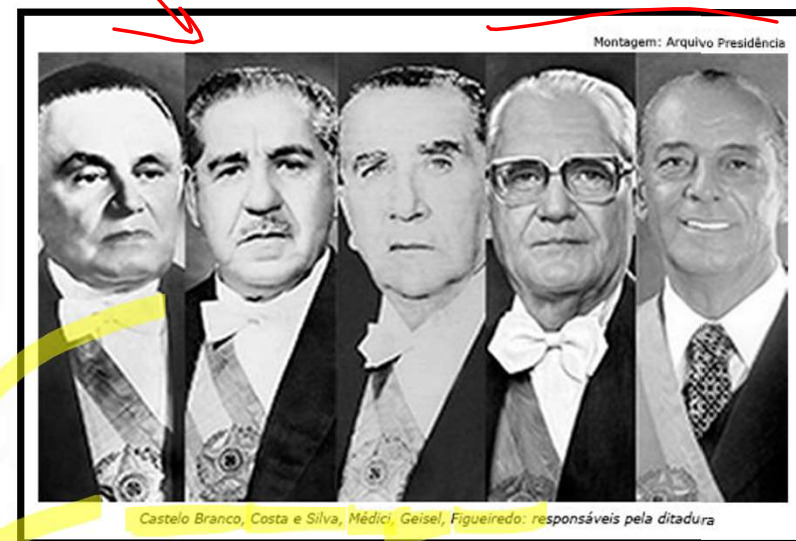 Montagem: Arquivo Presidência
Castelo Branco, Costa e Silva, Médici, Geisel, Figueiredo: responsáveis pela ditadura